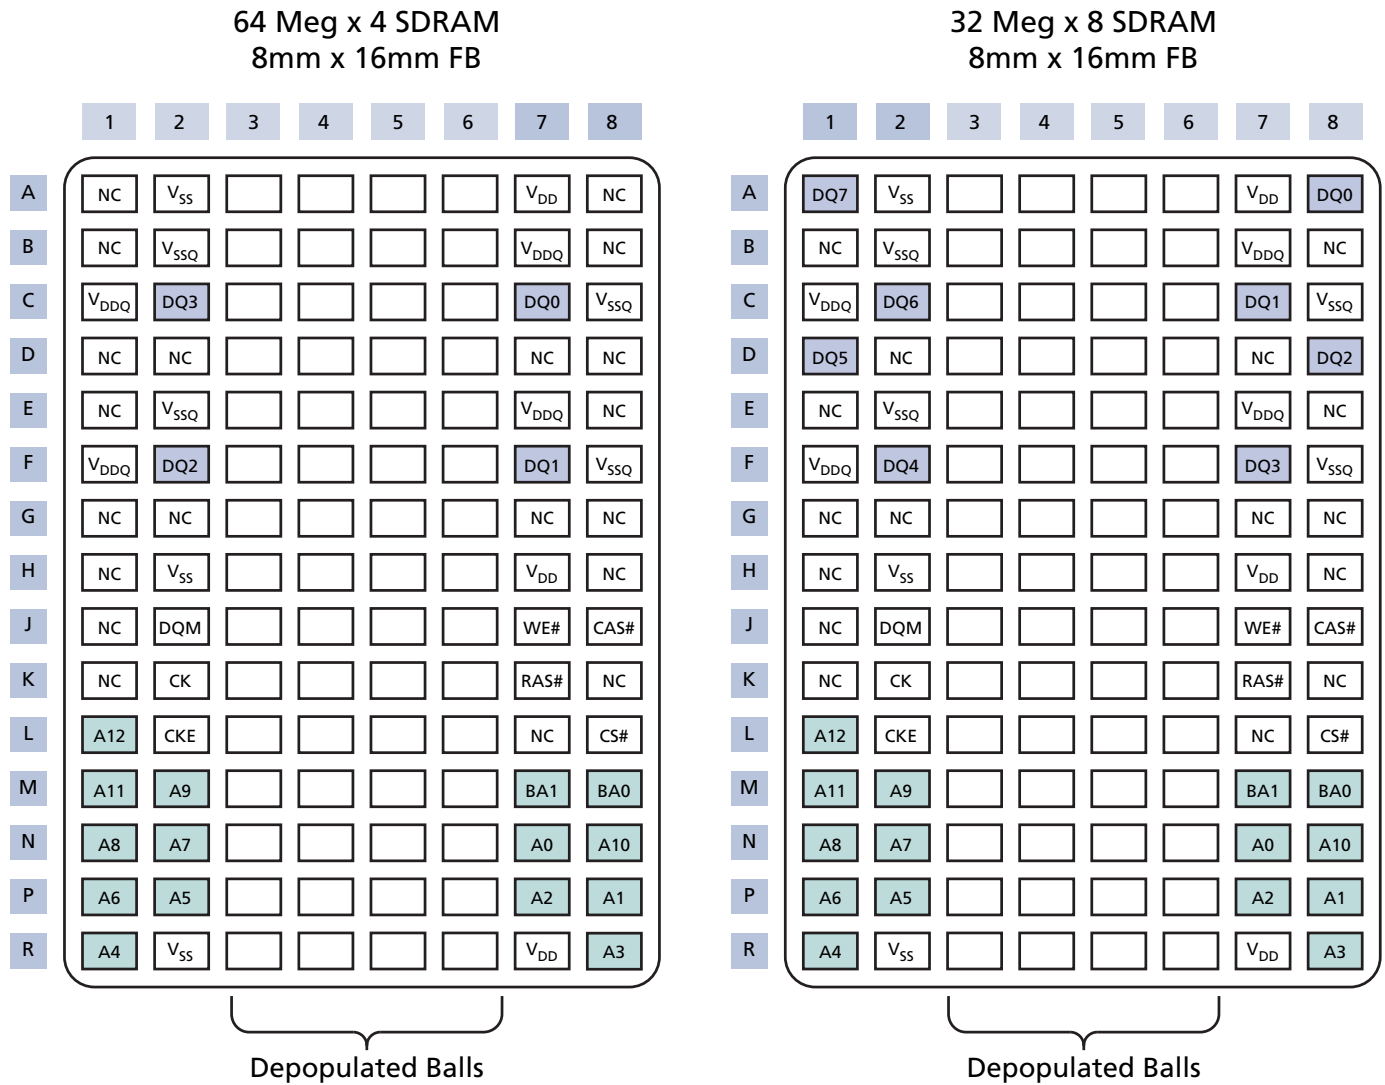 64 Meg x 4 SDRAM
8mm x 16mm FB
1 2 3 4 5 6 7 8
A NC VSS VDD NC
B NC VSSQ VDDQ NC
C VDDQ DQ3 DQ0 VSSQ
D NC NC NC NC
E NC VSSQ VDDQ NC
F VDDQ DQ2 DQ1 VSSQ
G NC NC NC NC
H NC VSS VDD NC
J NC DQM WE# CAS#
K NC CK RAS# NC
L A12 CKE NC CS#
M A11 A9 BA1 BA0
N A8 A7 A0 A10
P A6 A5 A2 A1
R A4 VSS VDD A3
Depopulated Balls
32 Meg x 8 SDRAM
8mm x 16mm FB
1 2 3 4 5 6 7 8
A DQ7 VSS VDD DQ0
B NC VSSQ VDDQ NC
C VDDQ DQ6 DQ1 VSSQ
D DQ5 NC NC DQ2
E NC VSSQ VDDQ NC
F VDDQ DQ4 DQ3 VSSQ
G NC NC NC NC
H NC VSS VDD NC
J NC DQM WE# CAS#
K NC CK RAS# NC
L A12 CKE NC CS#
M A11 A9 BA1 BA0
N A8 A7 A0 A10
P A6 A5 A2 A1
R A4 VSS VDD A3
Depopulated Balls